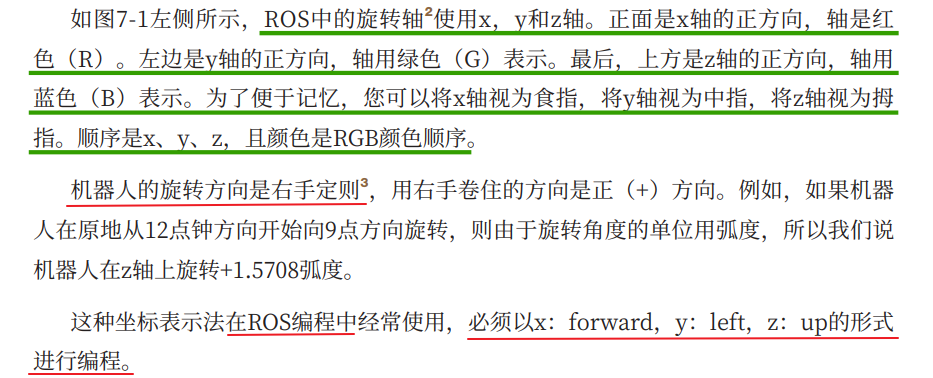 如图7-1左侧所示，ROS中的旋转轴2使用x，y和z轴。正面是x轴的正方向，轴是红
色（R）。左边是y轴的正方向，轴用绿色（G）表示。最后，上方是z轴的正方向，轴用
蓝色（B）表示。为了便于记忆，您可以将x轴视为食指，将y轴视为中指，将z轴视为拇
指。顺序是x、y、z，且颜色是RGB颜色顺序。
机器人的旋转方向是右手定则3，用右手卷住的方向是正（+）方向。例如，如果机器
人在原地从12点钟方向开始向9点方向旋转，则由于旋转角度的单位用弧度，所以我们说
机器人在z轴上旋转+1.5708弧度。
这种坐标表示法在ROS编程中经常使用，必须以x：forward，y：left，z：up的形式
进行编程。